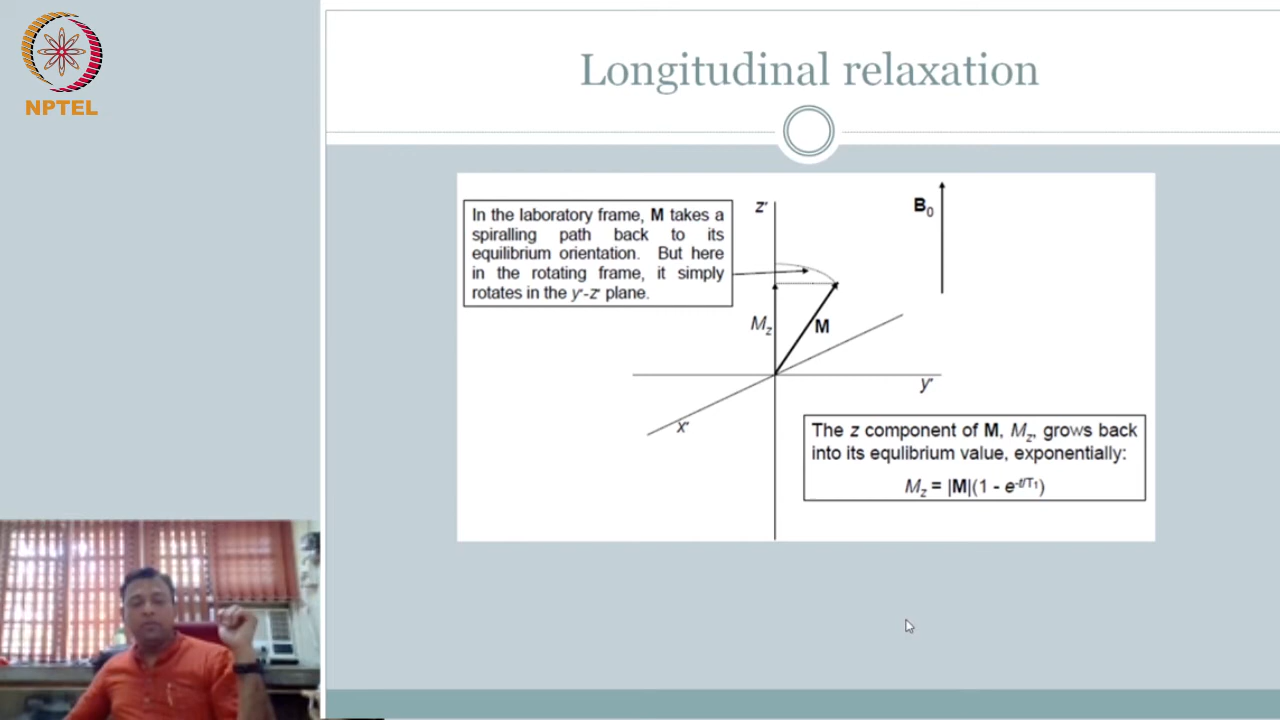 NPTEL
Longitudinal relaxation
In the laboratory frame, M takes a
spiralling path back to its
equilibrium orientation. But here
in the rotating frame, it simply
rotates in the y'-z' plane.
z'
B0
Mz
M
y'
x'
The z component of M, Mz, grows back
into its equlibrium value, exponentially:
Mz = |M|(1 - e-t/T1)